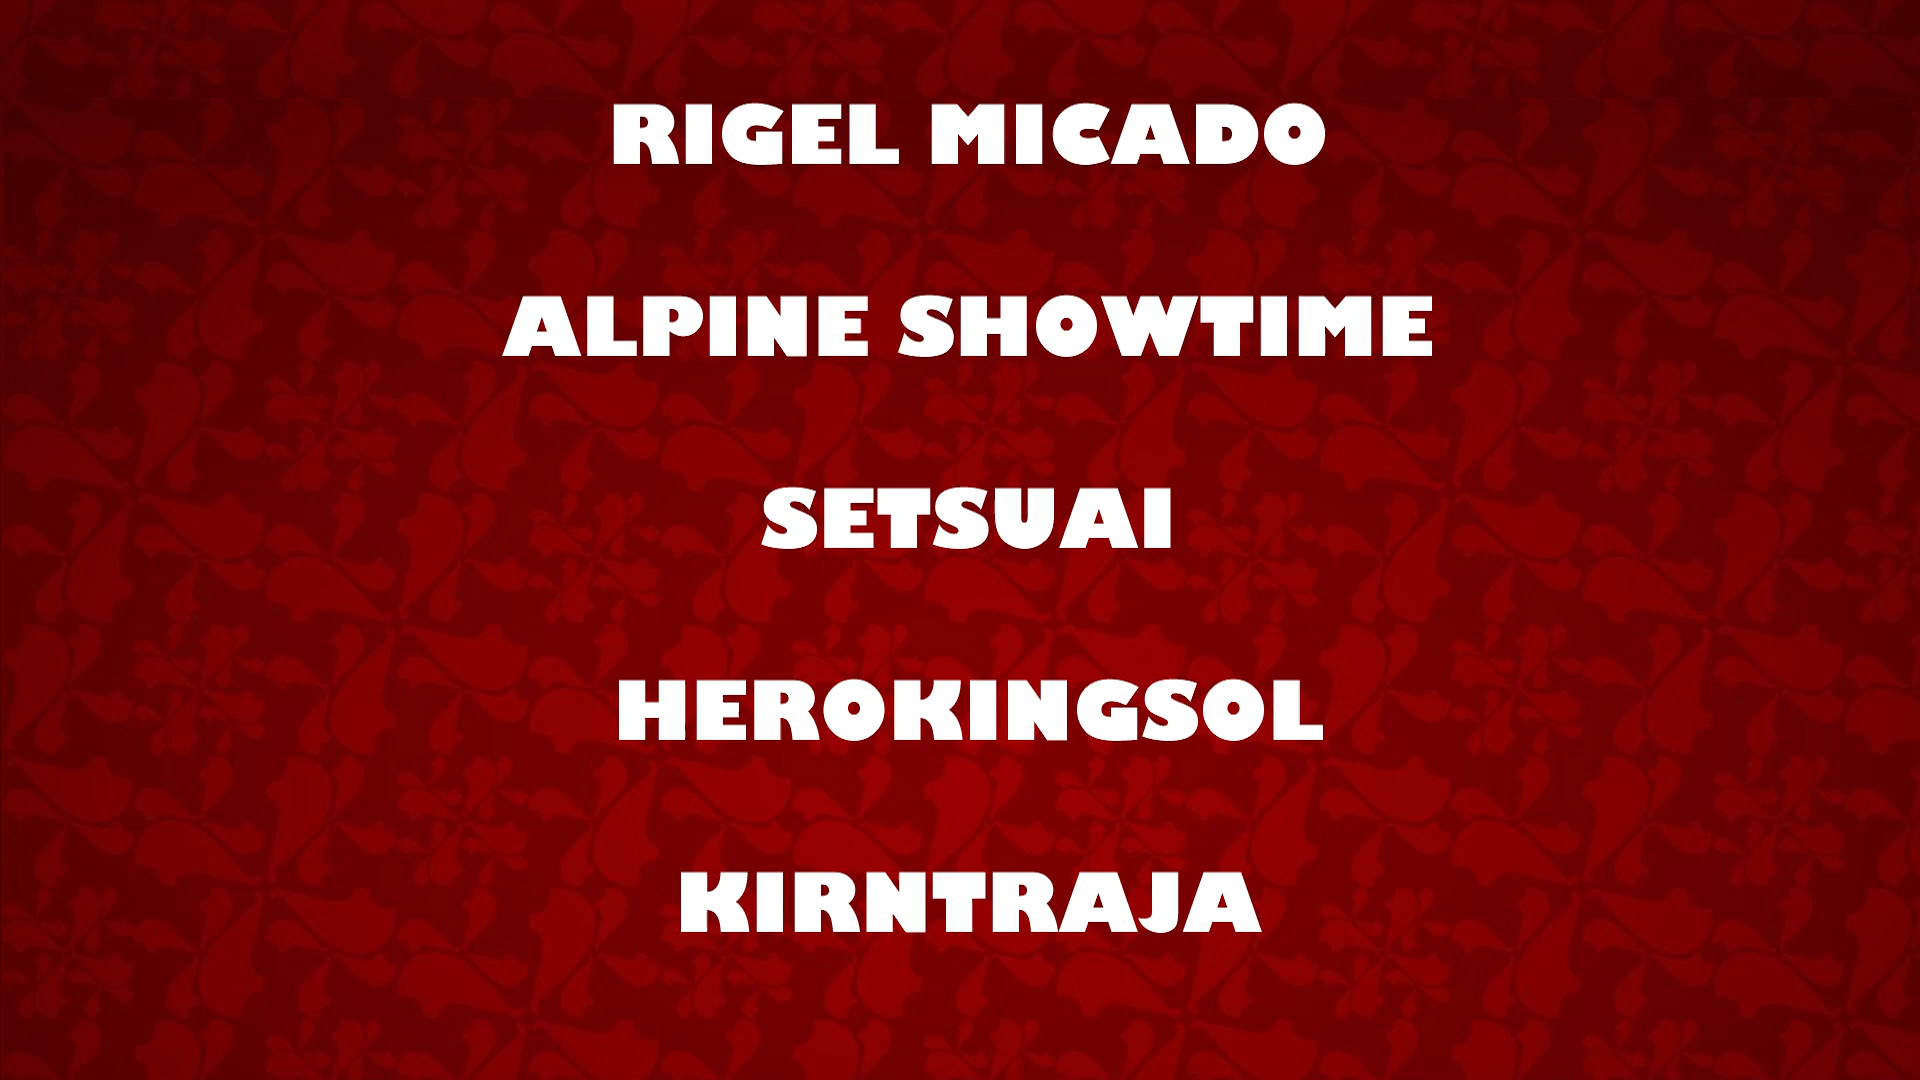 RIGEL MICADO
ALPINE SHOWTIME
SETSUAI
HEROKINGSOL
KIRNTRAJA